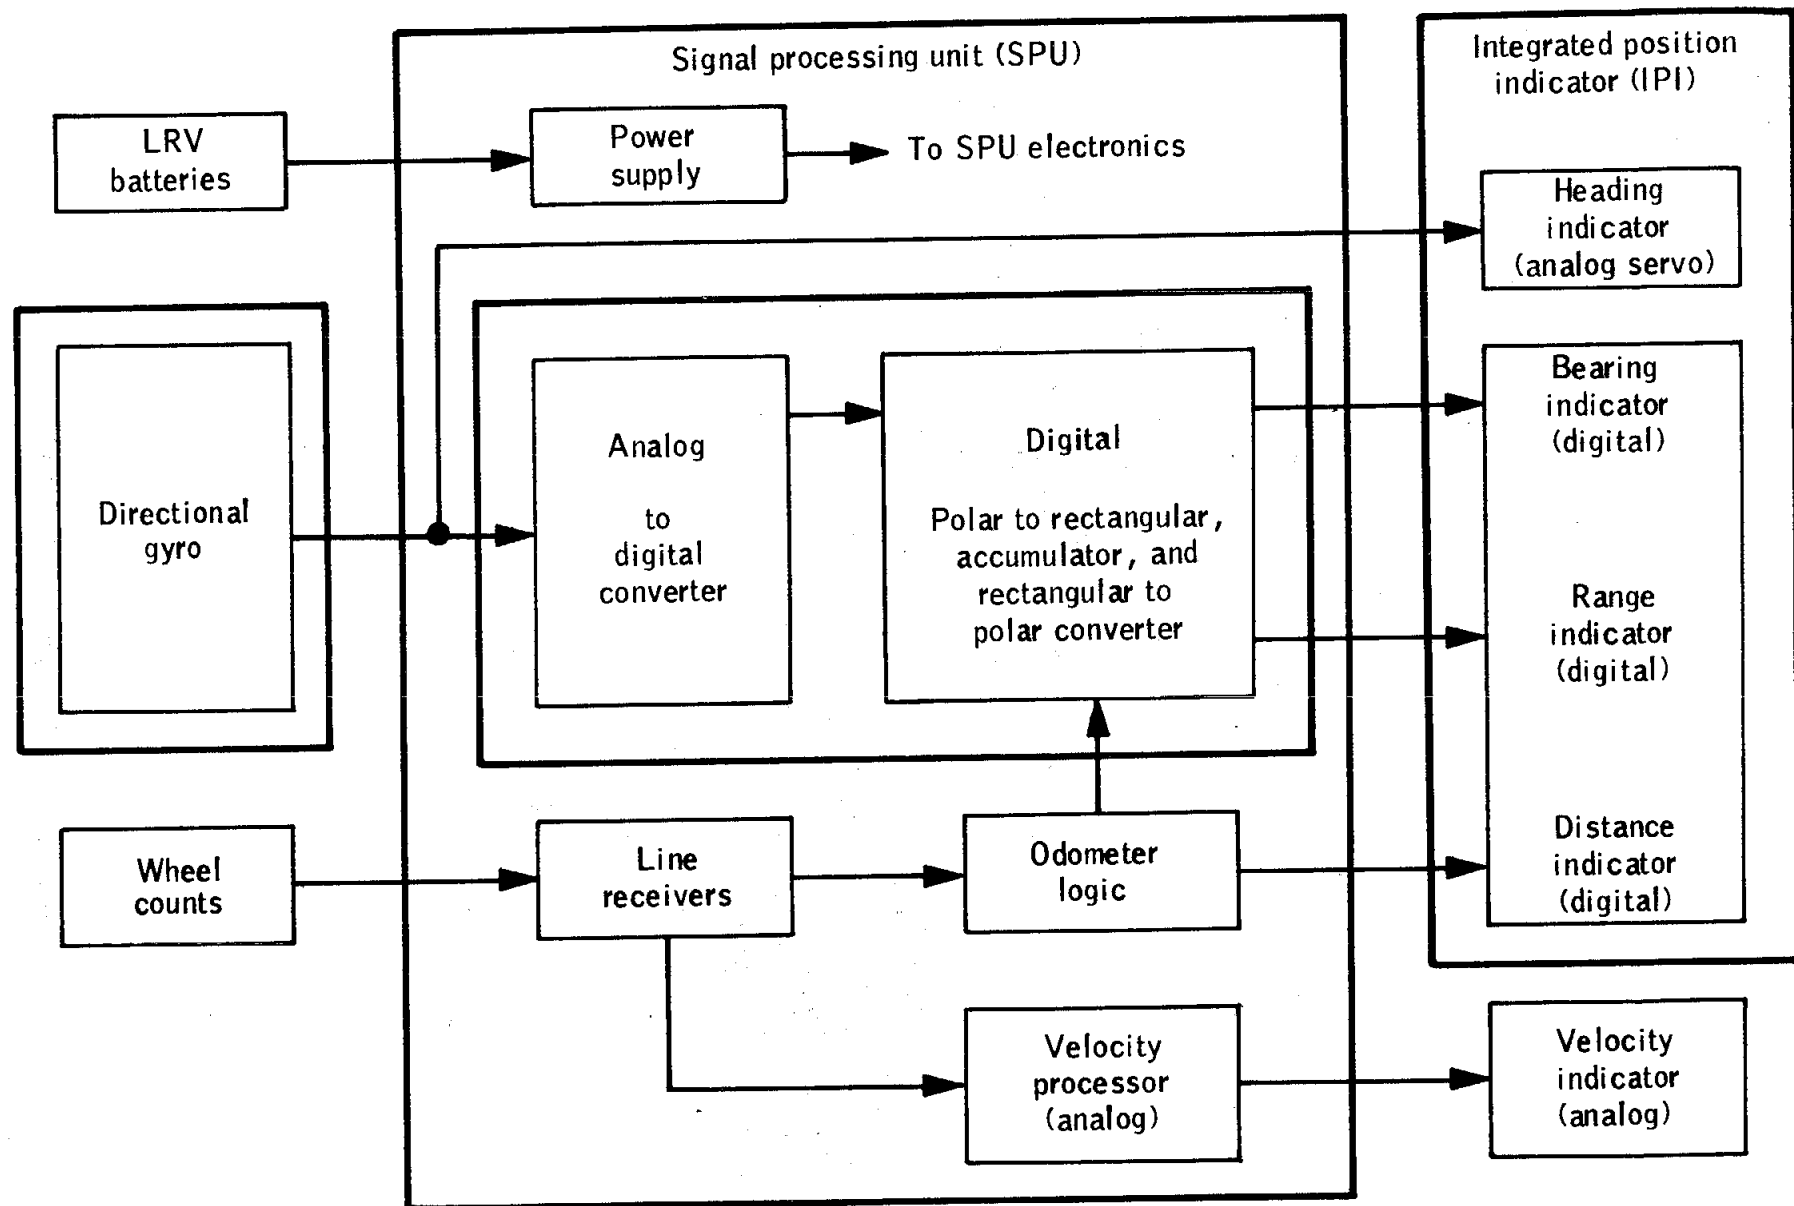 Signal processing unit (SPU)
Integrated position
indicator (IPI)
LRV
batteries
Power
supply
To SPU electronics
Heading
indicator
(analog servo)
Directional
gyro
Analog
to
digital
converter
Digital
Polar to rectangular,
accumulator, and
rectangular to
polar converter
Bearing
indicator
(digital)
Range
indicator
(digital)
Distance
indicator
(digital)
Wheel
counts
Line
receivers
Odometer
logic
Velocity
processor
(analog)
Velocity
indicator
(analog)